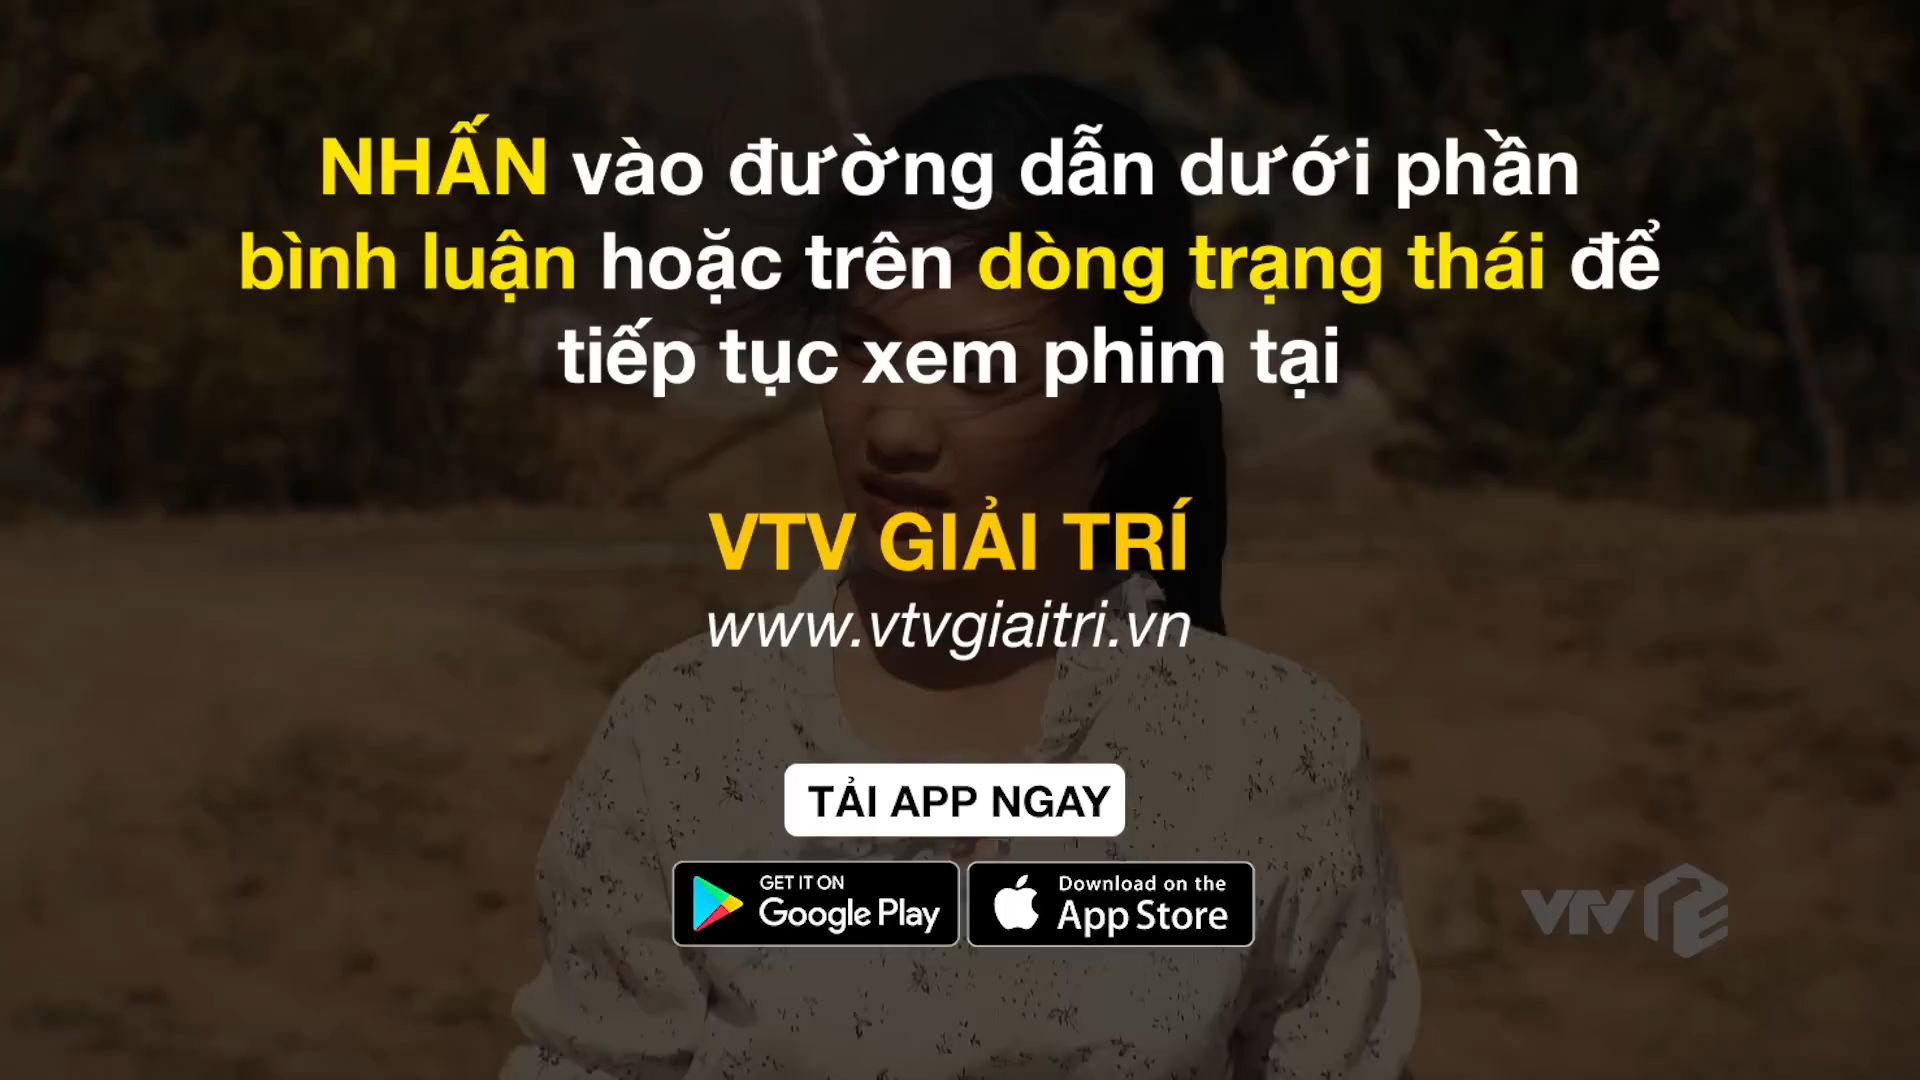 NHẤN vào đường dẫn dưới phần
bình luận hoặc trên dòng trạng thái để
tiếp tục xem phim tại
VTV GIẢI TRÍ
www.vtvgiaitri.vn
TẢI APP NGAY
GET IT ON
Google Play
Download on the
App Store
VTV